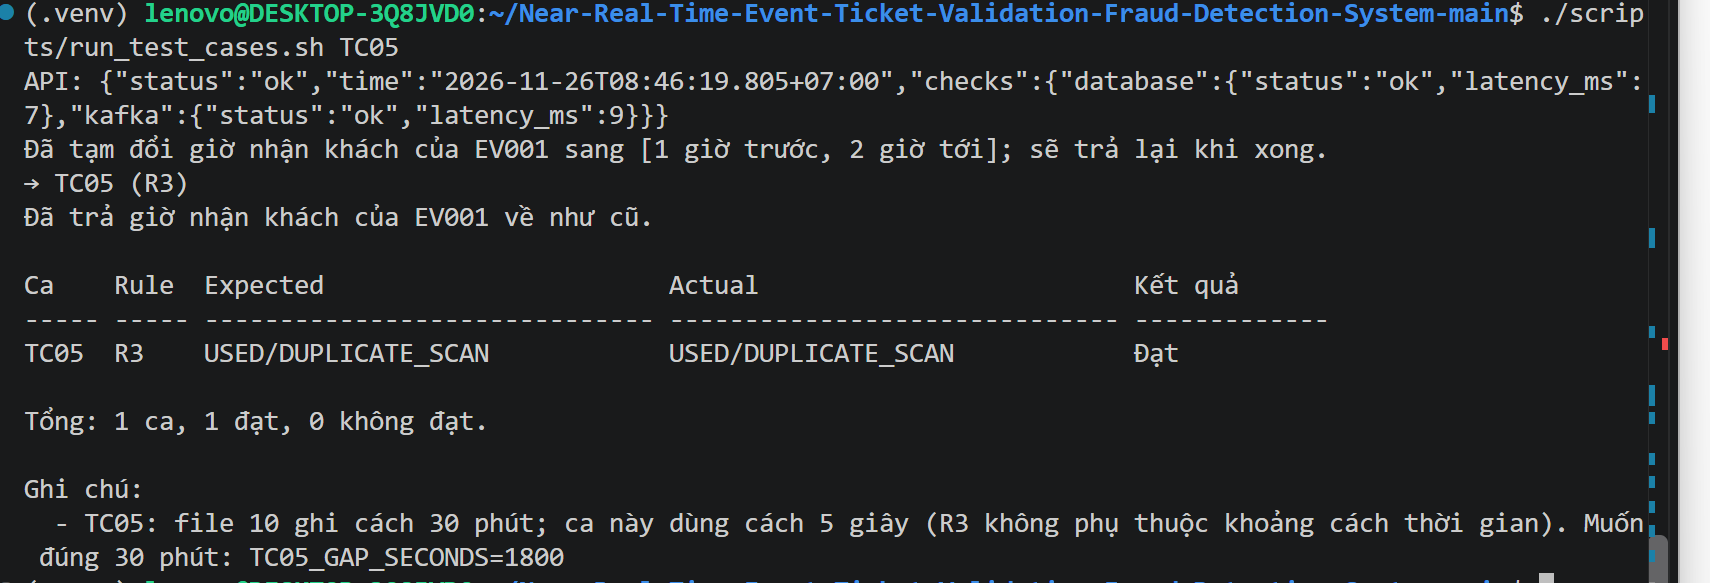 (.venv) lenovo@DESKTOP-3Q8JVD0:~/Near-Real-Time-Event-Ticket-Validation-Fraud-Detection-System-main$ ./scrip
ts/run_test_cases.sh TC05
API: {"status":"ok","time":"2026-11-26T08:46:19.805+07:00","checks":{"database":{"status":"ok","latency_ms":
7},"kafka":{"status":"ok","latency_ms":9}}}
Đã tạm đổi giờ nhận khách của EV001 sang [1 giờ trước, 2 giờ tới]; sẽ trả lại khi xong.
→ TC05 (R3)
Đã trả giờ nhận khách của EV001 về như cũ.
Ca Rule Expected Actual Kết quả
----- ----- ------------------------------ ------------------------------ -------------
TC05 R3 USED/DUPLICATE_SCAN USED/DUPLICATE_SCAN Đạt
Tổng: 1 ca, 1 đạt, 0 không đạt.
Ghi chú:
- TC05: file 10 ghi cách 30 phút; ca này dùng cách 5 giây (R3 không phụ thuộc khoảng cách thời gian). Muốn
đúng 30 phút: TC05_GAP_SECONDS=1800